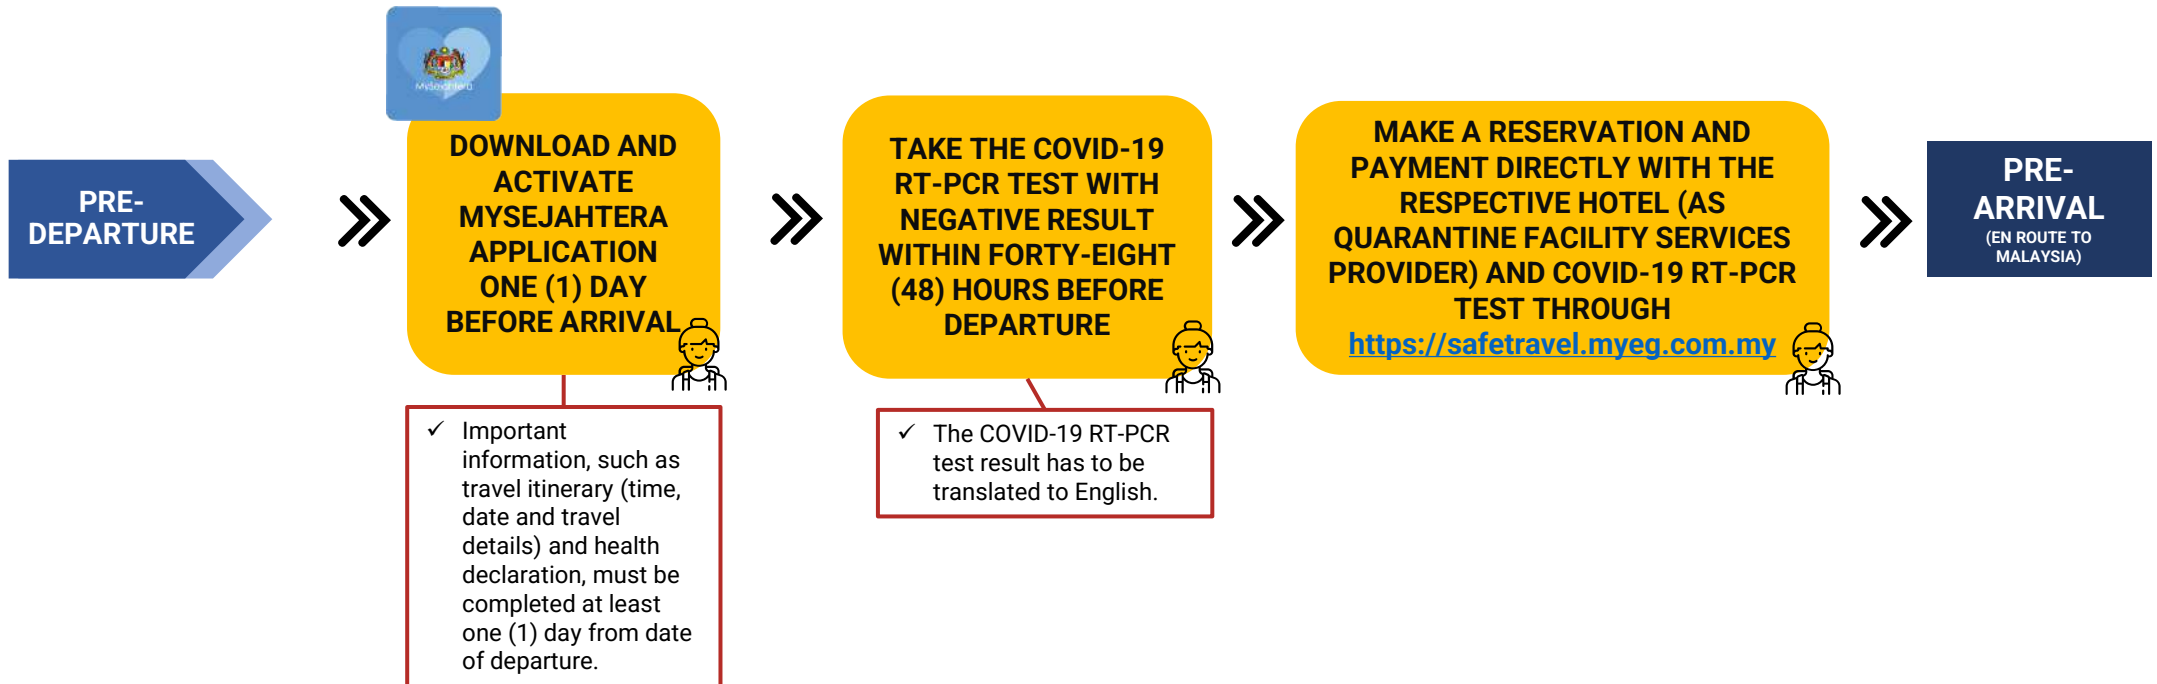 MySejahtera
PRE-
DEPARTURE
DOWNLOAD AND
ACTIVATE
MYSEJAHTERA
APPLICATION
ONE (1) DAY
BEFORE ARRIVAL
✓ Important
information, such as
travel itinerary (time,
date and travel
details) and health
declaration, must be
completed at least
one (1) day from date
of departure.
TAKE THE COVID-19
RT-PCR TEST WITH
NEGATIVE RESULT
WITHIN FORTY-EIGHT
(48) HOURS BEFORE
DEPARTURE
✓ The COVID-19 RT-PCR
test result has to be
translated to English.
MAKE A RESERVATION AND
PAYMENT DIRECTLY WITH THE
RESPECTIVE HOTEL (AS
QUARANTINE FACILITY SERVICES
PROVIDER) AND COVID-19 RT-PCR
TEST THROUGH
https://safetravel.myeg.com.my
PRE-
ARRIVAL
(EN ROUTE TO
MALAYSIA)